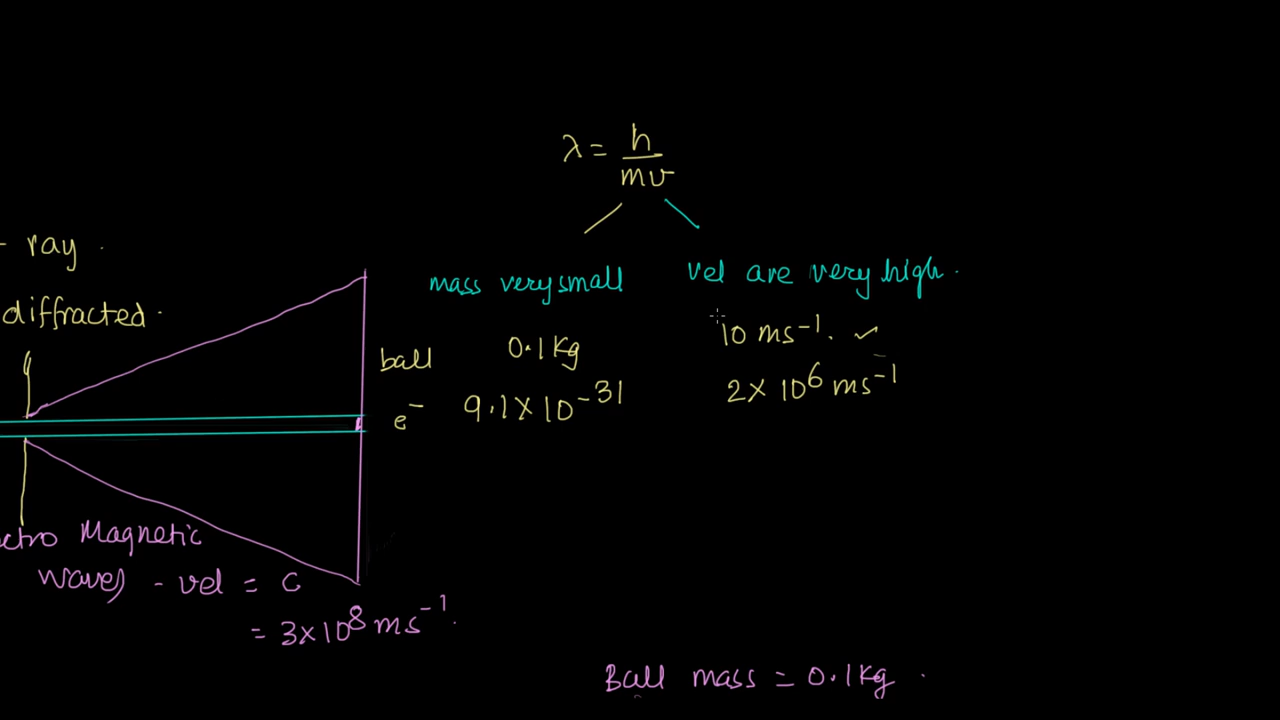 λ = h/mv
- ray.
diffracted.
mass very small
vel are very high.
ball 0.1 Kg 10 ms⁻¹. ✓
e⁻ 9.1 × 10⁻³¹ 2 × 10⁶ ms⁻¹
ctro Magnetic
waves - vel = C
= 3×10⁸ ms⁻¹.
Ball mass = 0.1 Kg.